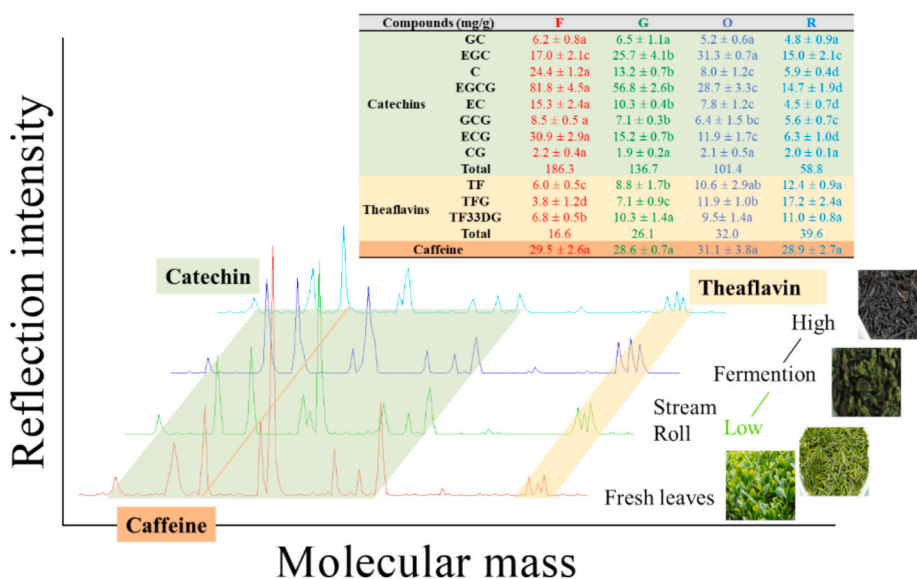 Compounds (mg/g) F G O R
GC 6.2 ± 0.8a 6.5 ± 1.1a 5.2 ± 0.6a 4.8 ± 0.9a
EGC 17.0 ± 2.1c 25.7 ± 4.1b 31.3 ± 0.7a 15.0 ± 2.1c
C 24.4 ± 1.2a 13.2 ± 0.7b 8.0 ± 1.2c 5.9 ± 0.4d
Catechins EGCG 81.8 ± 4.5a 56.8 ± 2.6b 28.7 ± 3.3c 14.7 ± 1.9d
EC 15.3 ± 2.4a 10.3 ± 0.4b 7.8 ± 1.2c 4.5 ± 0.7d
GCG 8.5 ± 0.5 a 7.1 ± 0.3b 6.4 ± 1.5 bc 5.6 ± 0.7c
ECG 30.9 ± 2.9a 15.2 ± 0.7b 11.9 ± 1.7c 6.3 ± 1.0d
CG 2.2 ± 0.4a 1.9 ± 0.2a 2.1 ± 0.5a 2.0 ± 0.1a
Total 186.3 136.7 101.4 58.8
TF 6.0 ± 0.5c 8.8 ± 1.7b 10.6 ± 2.9ab 12.4 ± 0.9a
Theaflavins TFG 3.8 ± 1.2d 7.1 ± 0.9c 11.9 ± 1.0b 17.2 ± 2.4a
TF33DG 6.8 ± 0.5b 10.3 ± 1.4a 9.5± 1.4a 11.0 ± 0.8a
Total 16.6 26.1 32.0 39.6
Caffeine 29.5 ± 2.6a 28.6 ± 0.7a 31.1 ± 3.8a 28.9 ± 2.7a
Reflection intensity
Catechin
Theaflavin
High
Fermention
Stream
Roll
Low
Fresh leaves
Caffeine
Molecular mass